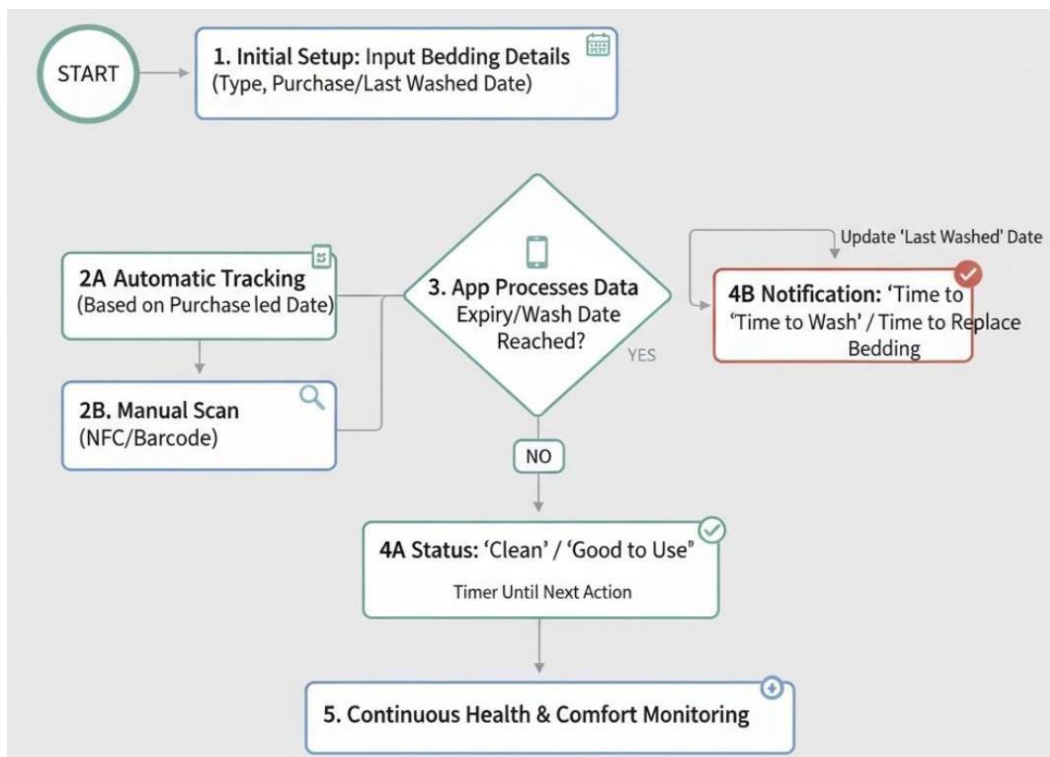 START
1. Initial Setup: Input Bedding Details
(Type, Purchase/Last Washed Date)
2A Automatic Tracking
(Based on Purchase led Date)
2B. Manual Scan
(NFC/Barcode)
3. App Processes Data
Expiry/Wash Date
Reached?
YES
Update ‘Last Washed’ Date
4B Notification: ‘Time to
‘Time to Wash’ / Time to Replace
Bedding
NO
4A Status: ‘Clean’ / ‘Good to Use"
Timer Until Next Action
5. Continuous Health & Comfort Monitoring